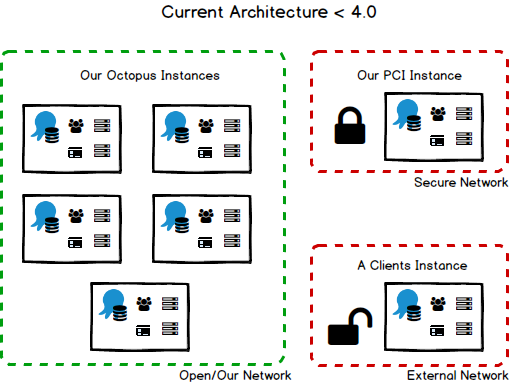 Current Architecture < 4.0
Our Octopus Instances
Our PCI Instance
Secure Network
A Clients Instance
Open/Our Network
External Network